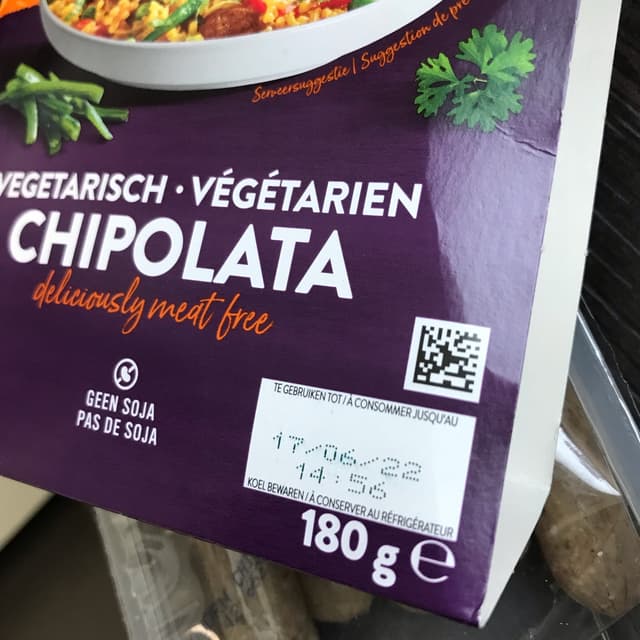 Serveersuggestie | Suggestion de
VEGETARISCH · VÉGÉTARIEN
CHIPOLATA
deliciously meat free
GEEN SOJA
PAS DE SOJA
TE GEBRUIKEN TOT / À CONSOMMER JUSQU'AU
17/06/22
14:56
KOEL BEWAREN / À CONSERVER AU RÉFRIGÉRATEUR
180 g e